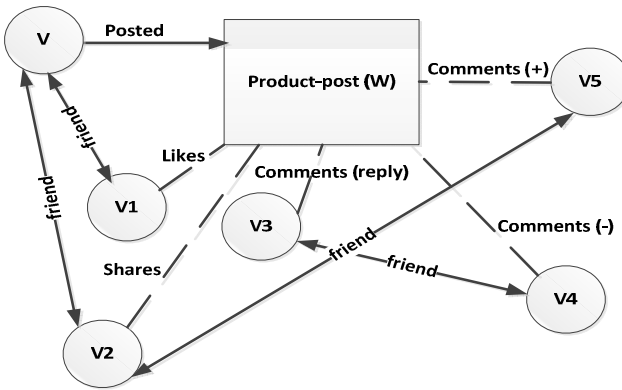 V
Posted
Product-post (W)
Comments (+)
V5
friend
Likes
Comments (reply)
V1
V3
friend
Comments (-)
friend
friend
Shares
V4
V2